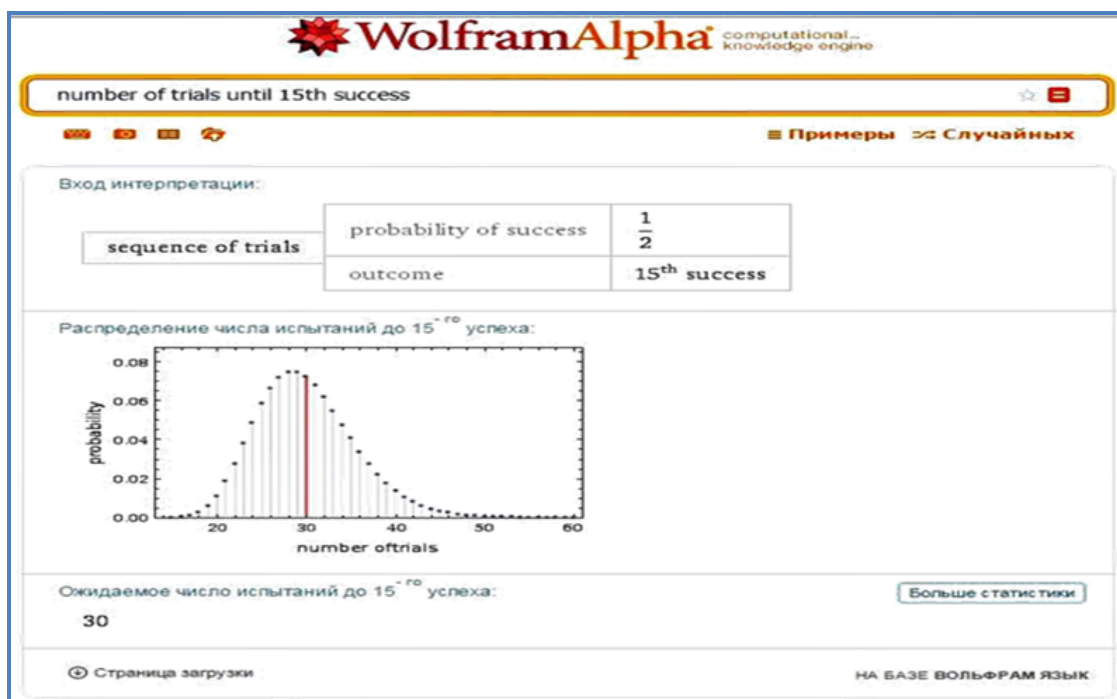 WolframAlpha computational... knowledge engine
number of trials until 15th success
Примеры Случайных
Вход интерпретации:
sequence of trials
probability of success 1/2
outcome 15th success
Распределение числа испытаний до 15-го успеха:
0.08
0.06
0.04
0.02
0.00
probability
20 30 40 50 60
number oftrials
Ожидаемое число испытаний до 15-го успеха:
Больше статистики
30
Страница загрузки
НА БАЗЕ ВОЛЬФРАМ ЯЗЫК